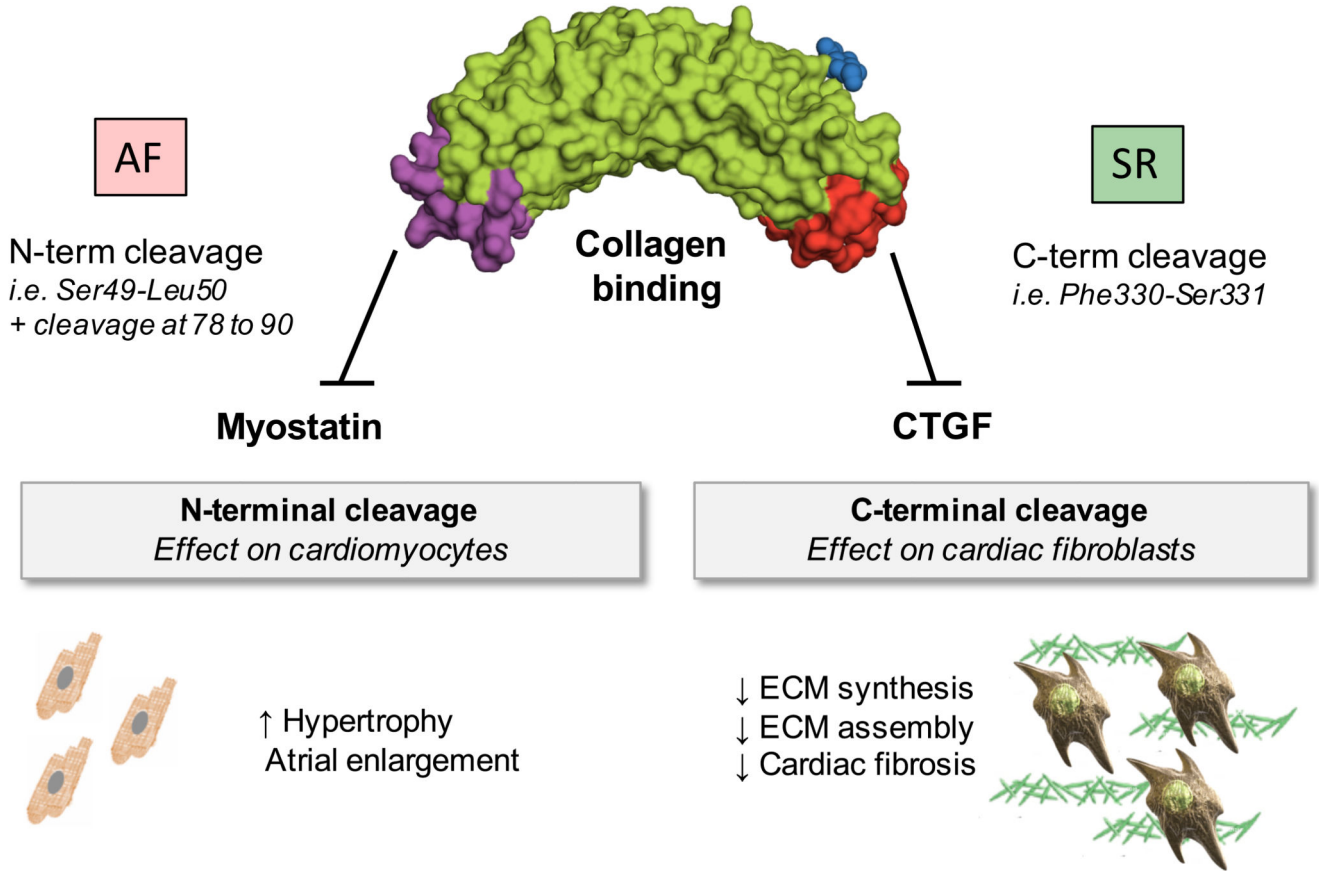 AF
N-term cleavage
i.e. Ser49-Leu50
+ cleavage at 78 to 90
Collagen
binding
SR
C-term cleavage
i.e. Phe330-Ser331
Myostatin
CTGF
N-terminal cleavage
Effect on cardiomyocytes
C-terminal cleavage
Effect on cardiac fibroblasts
↑ Hypertrophy
Atrial enlargement
↓ ECM synthesis
↓ ECM assembly
↓ Cardiac fibrosis